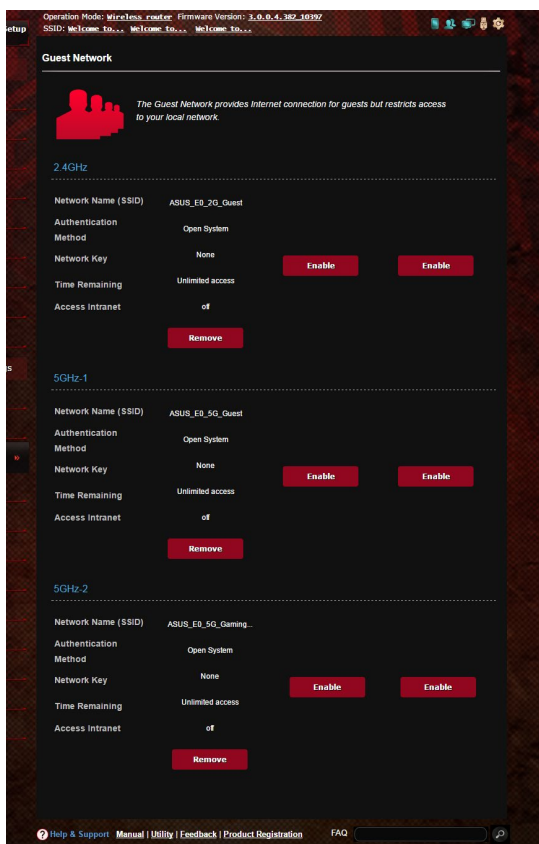 Operation Mode: Wireless router Firmware Version: 3.0.0.4.382_10397
SSID: Welcome to... Welcome to... Welcome to...
Setup
Guest Network
The Guest Network provides Internet connection for guests but restricts access
to your local network.
2.4GHz
Network Name (SSID) ASUS_E0_2G_Guest
Authentication
Method Open System
Network Key None
Enable Enable
Time Remaining Unlimited access
Access Intranet off
Remove
5GHz-1
Network Name (SSID) ASUS_E0_5G_Guest
Authentication
Method Open System
Network Key None
Enable Enable
Time Remaining Unlimited access
Access Intranet off
Remove
5GHz-2
Network Name (SSID) ASUS_E0_5G_Gaming...
Authentication
Method Open System
Network Key None
Enable Enable
Time Remaining Unlimited access
Access Intranet off
Remove
Help & Support Manual | Utility | Feedback | Product Registration FAQ